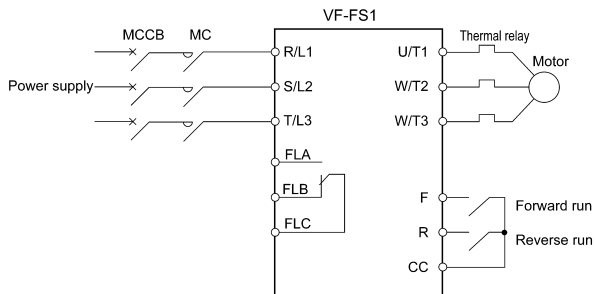 VF-FS1
MCCB MC
Thermal relay
R/L1
U/T1
Motor
Power supply
S/L2
W/T2
T/L3
W/T3
FLA
FLB
F
Forward run
FLC
R
Reverse run
CC